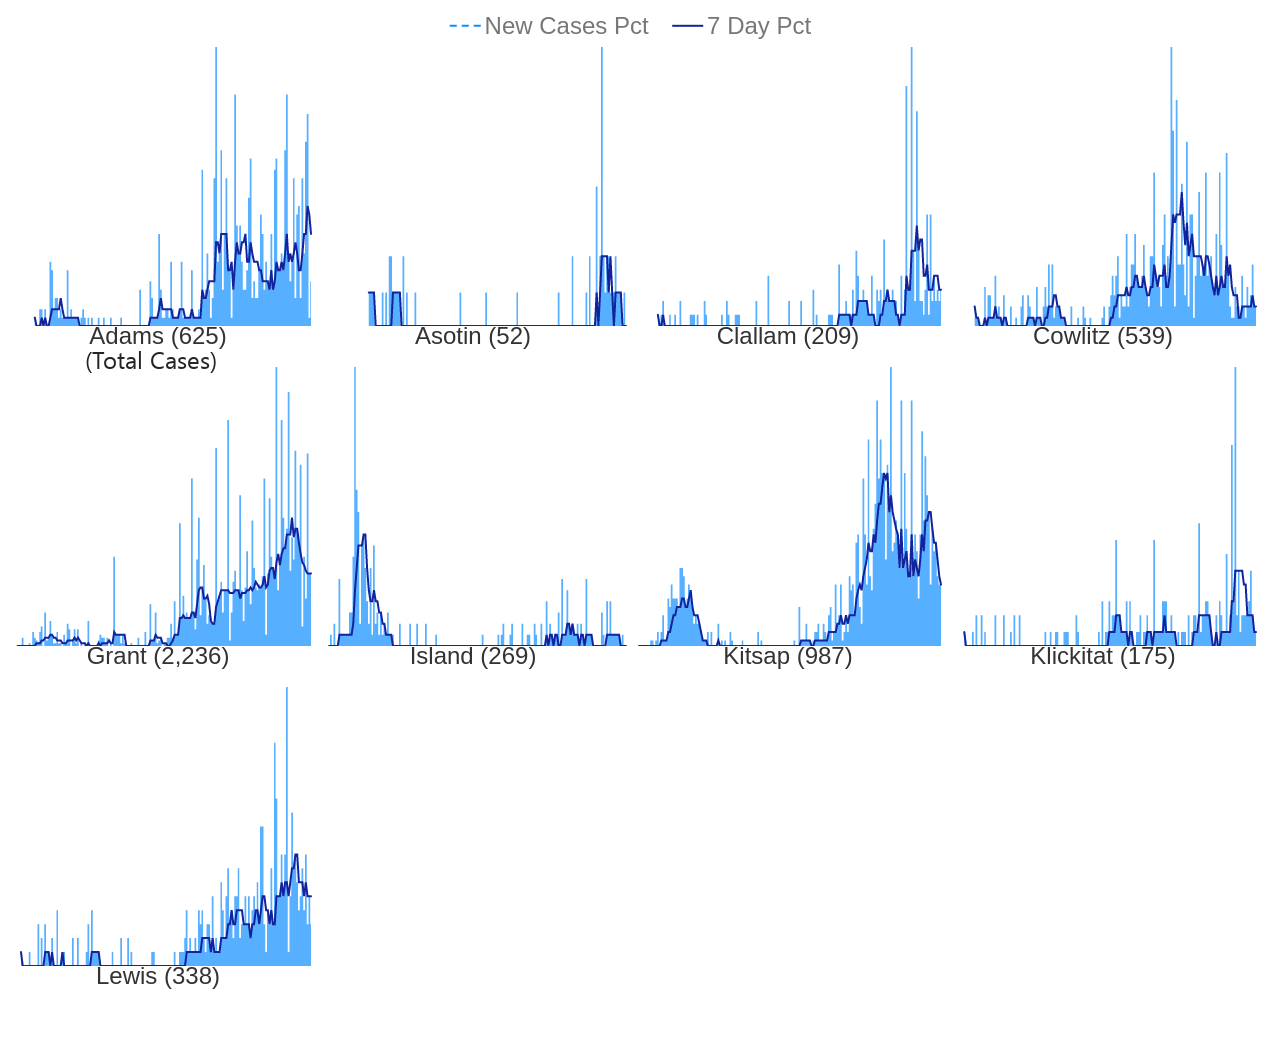 New Cases Pct 7 Day Pct
Adams (625) Asotin (52) Clallam (209) Cowlitz (539)
(Total Cases)
Grant (2,236) Island (269) Kitsap (987) Klickitat (175)
Lewis (338)